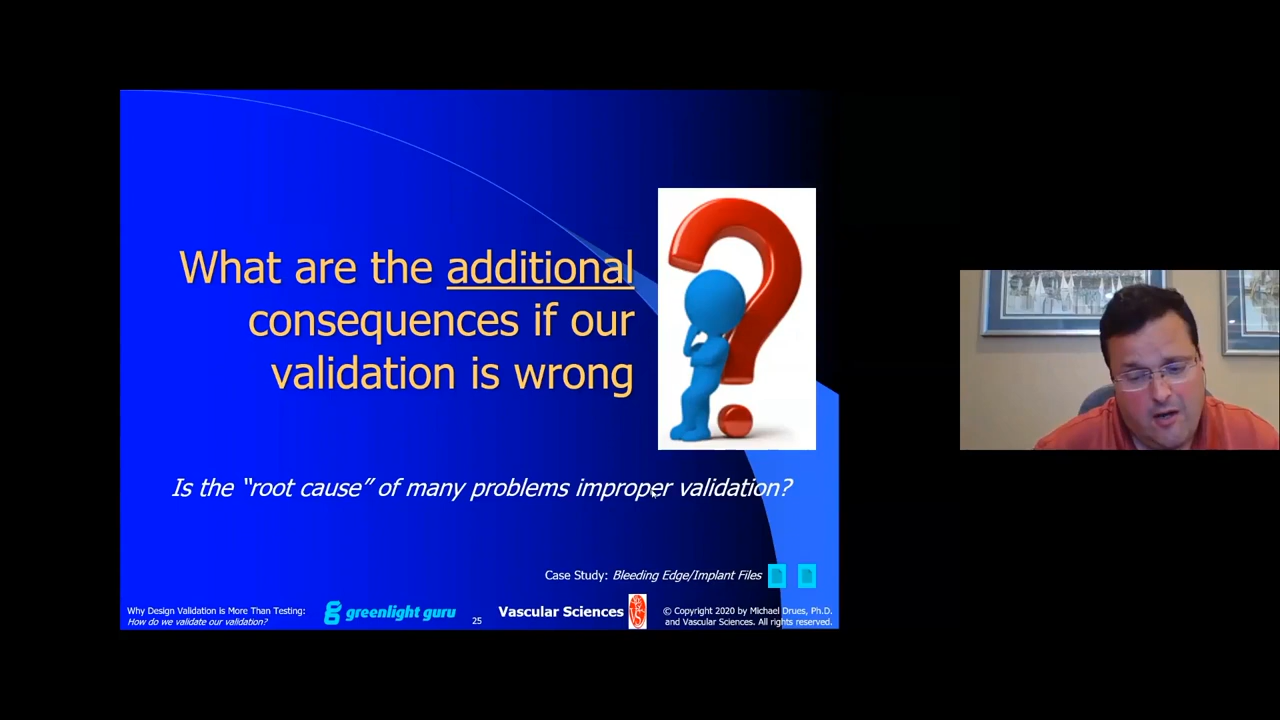 What are the additional
consequences if our
validation is wrong
Is the “root cause” of many problems improper validation?
Case Study: Bleeding Edge/Implant Files
Why Design Validation is More Than Testing:
How do we validate our validation?
greenlight guru
25
Vascular Sciences
© Copyright 2020 by Michael Drues, Ph.D.
and Vascular Sciences. All rights reserved.